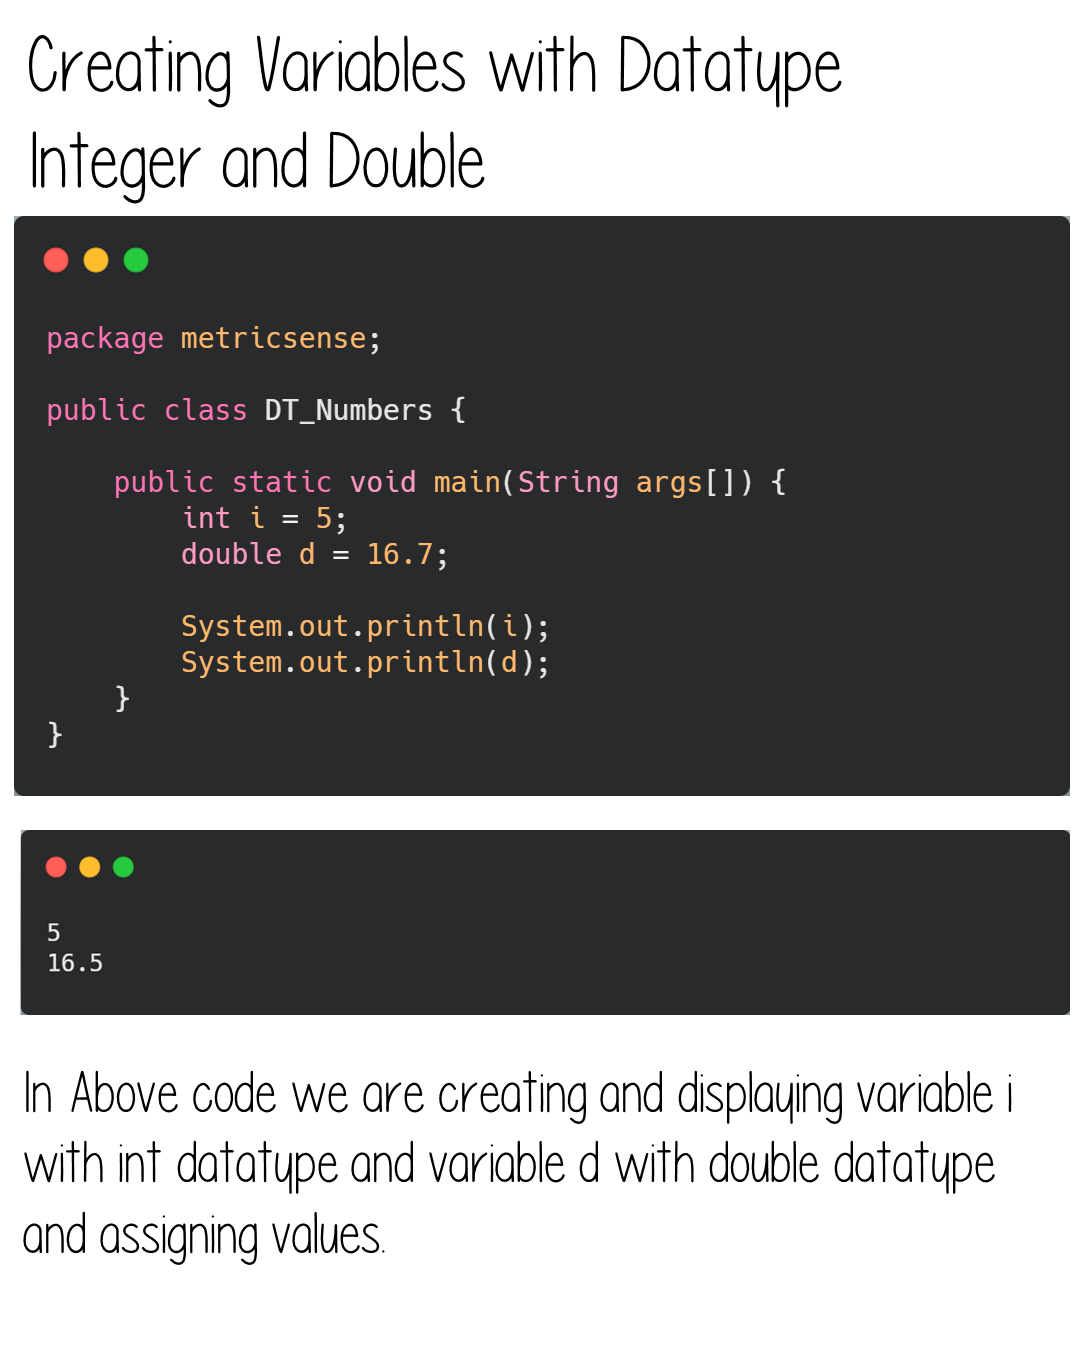 Creating Variables with Datatype
Integer and Double
package metricsense;
public class DT_Numbers {
    public static void main(String args[]) {
        int i = 5;
        double d = 16.7;
        System.out.println(i);
        System.out.println(d);
    }
}
5
16.5
In Above code we are creating and displaying variable i
with int datatype and variable d with double datatype
and assigning values.